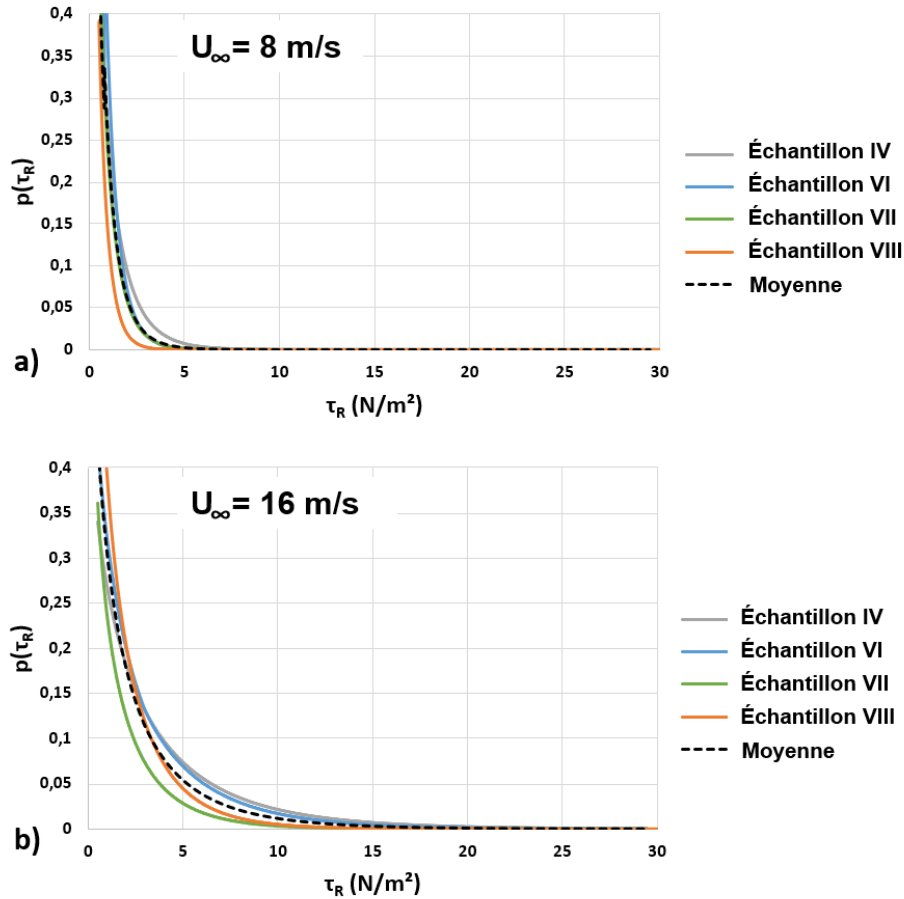 a)
U∞= 8 m/s
p(τR)
0,4
0,35
0,3
0,25
0,2
0,15
0,1
0,05
0
0 5 10 15 20 25 30
τR (N/m²)
Échantillon IV
Échantillon VI
Échantillon VII
Échantillon VIII
Moyenne
b)
U∞= 16 m/s
p(τR)
0,4
0,35
0,3
0,25
0,2
0,15
0,1
0,05
0
0 5 10 15 20 25 30
τR (N/m²)
Échantillon IV
Échantillon VI
Échantillon VII
Échantillon VIII
Moyenne